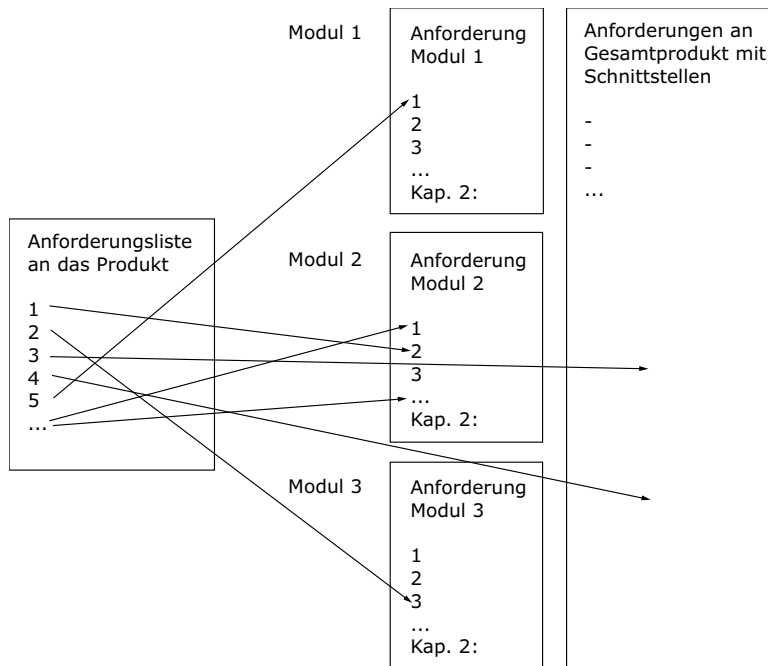 Anforderungsliste
an das Produkt
1
2
3
4
5
...
Modul 1
Anforderung
Modul 1
1
2
3
...
Kap. 2:
Modul 2
Anforderung
Modul 2
1
2
3
...
Kap. 2:
Modul 3
Anforderung
Modul 3
1
2
3
...
Kap. 2:
Anforderungen an
Gesamtprodukt mit
Schnittstellen
-
-
-
...